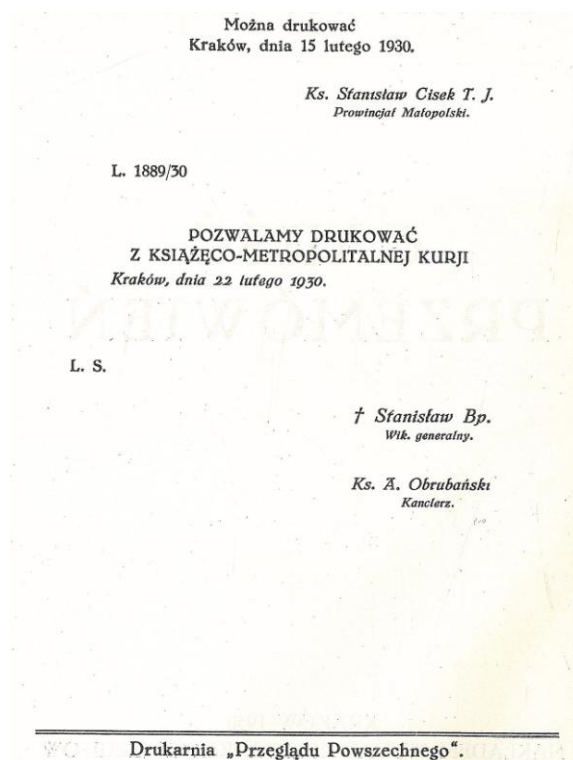 Można drukować
Kraków, dnia 15 lutego 1930.
Ks. Stanisław Cisek T. J.
Prowincjał Małopolski.
L. 1889/30
POZWALAMY DRUKOWAĆ
Z KSIĄŻĘCO-METROPOLITALNEJ KURJI
Kraków, dnia 22 lutego 1930.
L. S.
† Stanisław Bp.
Wik. generalny.
Ks. A. Obrubański
Kanclerz.
Drukarnia „Przeglądu Powszechnego“.